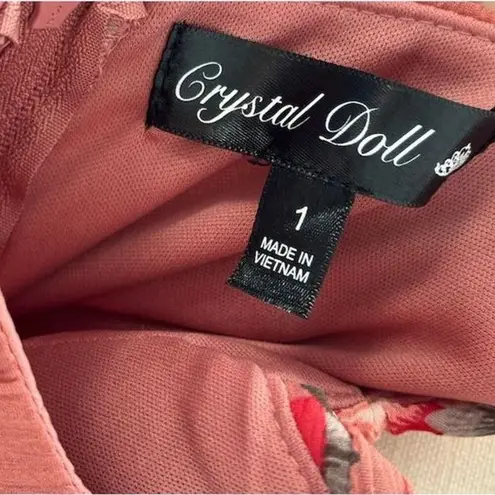 Crystal Doll
1
MADE IN
VIETNAM